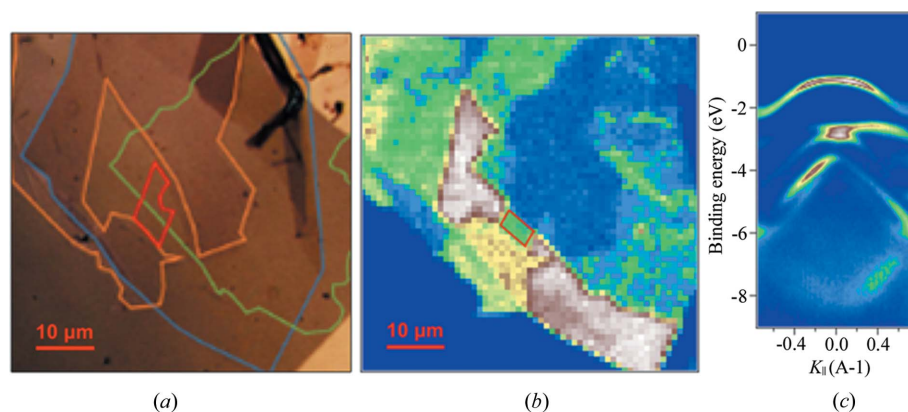 10 µm
(a)
10 µm
(b)
(c)
Binding energy (eV)
0
-2
-4
-6
-8
-0.4 0.0 0.4
K∥(A-1)